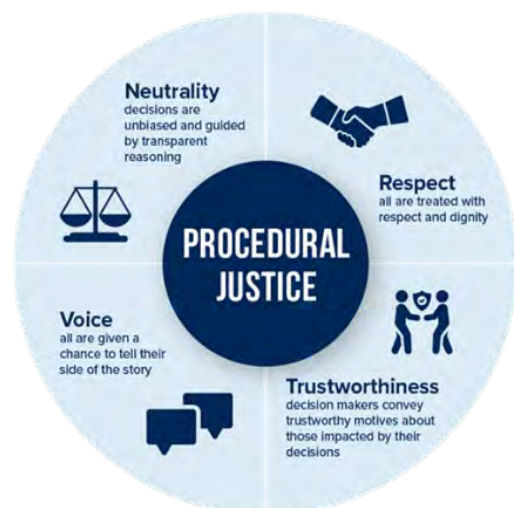 Neutrality
decisions are
unbiased and guided
by transparent
reasoning
Respect
all are treated with
respect and dignity
PROCEDURAL
JUSTICE
Voice
all are given a
chance to tell their
side of the story
Trustworthiness
decision makers convey
trustworthy motives about
those impacted by their
decisions